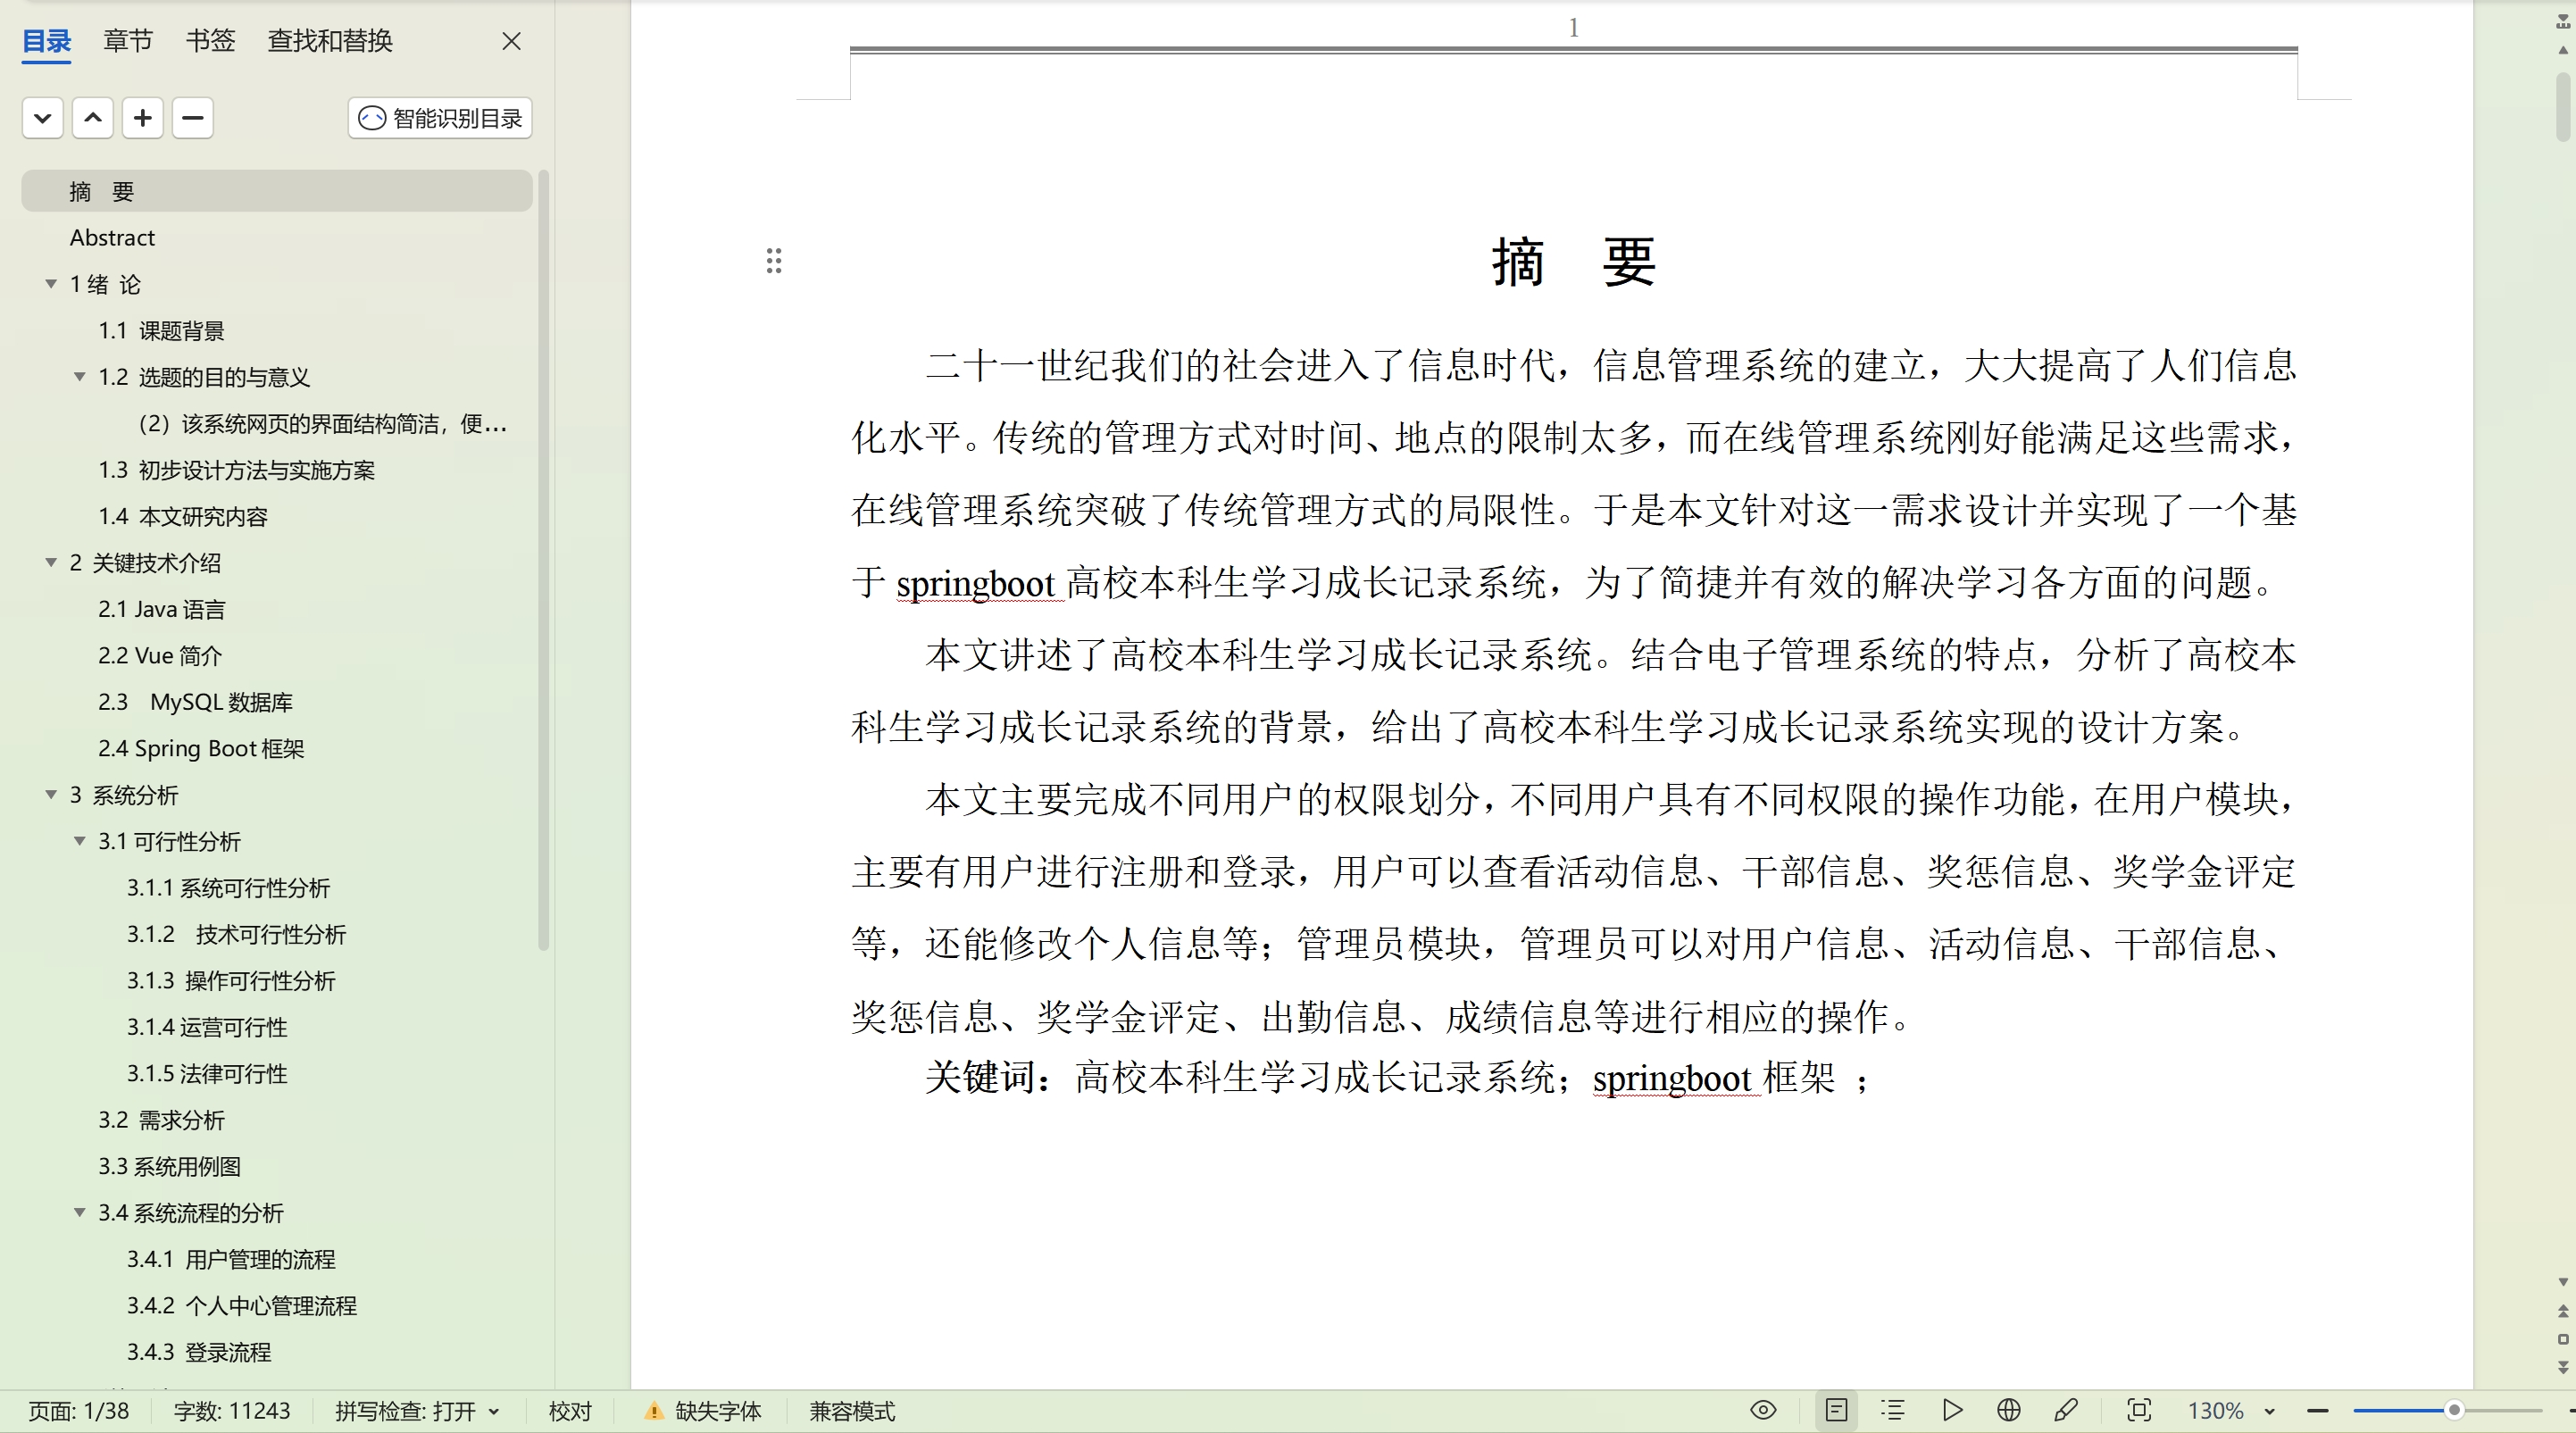 目录 章节 书签 查找和替换
智能识别目录
摘 要
Abstract
1 绪 论
1.1 课题背景
1.2 选题的目的与意义
（2）该系统网页的界面结构简洁，便...
1.3 初步设计方法与实施方案
1.4 本文研究内容
2 关键技术介绍
2.1 Java 语言
2.2 Vue 简介
2.3 MySQL 数据库
2.4 Spring Boot 框架
3 系统分析
3.1 可行性分析
3.1.1 系统可行性分析
3.1.2 技术可行性分析
3.1.3 操作可行性分析
3.1.4 运营可行性
3.1.5 法律可行性
3.2 需求分析
3.3 系统用例图
3.4 系统流程的分析
3.4.1 用户管理的流程
3.4.2 个人中心管理流程
3.4.3 登录流程
1
摘 要
二十一世纪我们的社会进入了信息时代，信息管理系统的建立，大大提高了人们信息
化水平。传统的管理方式对时间、地点的限制太多，而在线管理系统刚好能满足这些需求，
在线管理系统突破了传统管理方式的局限性。于是本文针对这一需求设计并实现了一个基
于 springboot 高校本科生学习成长记录系统，为了简捷并有效的解决学习各方面的问题。
本文讲述了高校本科生学习成长记录系统。结合电子管理系统的特点，分析了高校本
科生学习成长记录系统的背景，给出了高校本科生学习成长记录系统实现的设计方案。
本文主要完成不同用户的权限划分，不同用户具有不同权限的操作功能，在用户模块，
主要有用户进行注册和登录，用户可以查看活动信息、干部信息、奖惩信息、奖学金评定
等，还能修改个人信息等；管理员模块，管理员可以对用户信息、活动信息、干部信息、
奖惩信息、奖学金评定、出勤信息、成绩信息等进行相应的操作。
关键词：高校本科生学习成长记录系统；springboot 框架 ；
页面: 1/38 字数: 11243 拼写检查: 打开 校对 缺失字体 兼容模式 130%